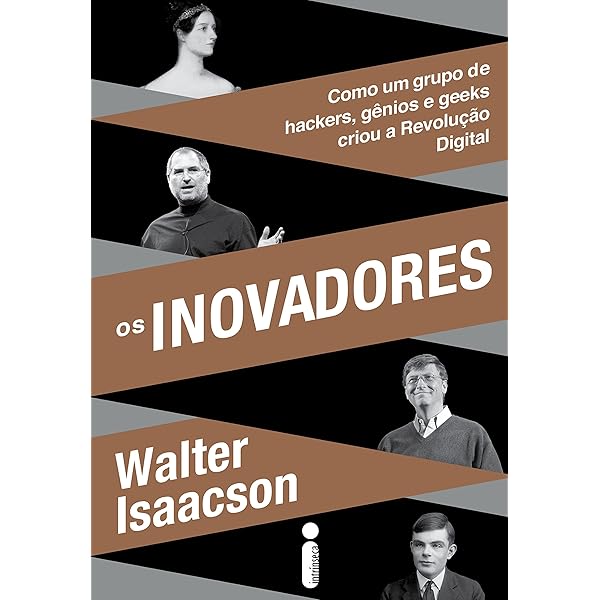 Como um grupo de
hackers, gênios e geeks
criou a Revolução
Digital
os INOVADORES
Walter
Isaacson
intrínseca